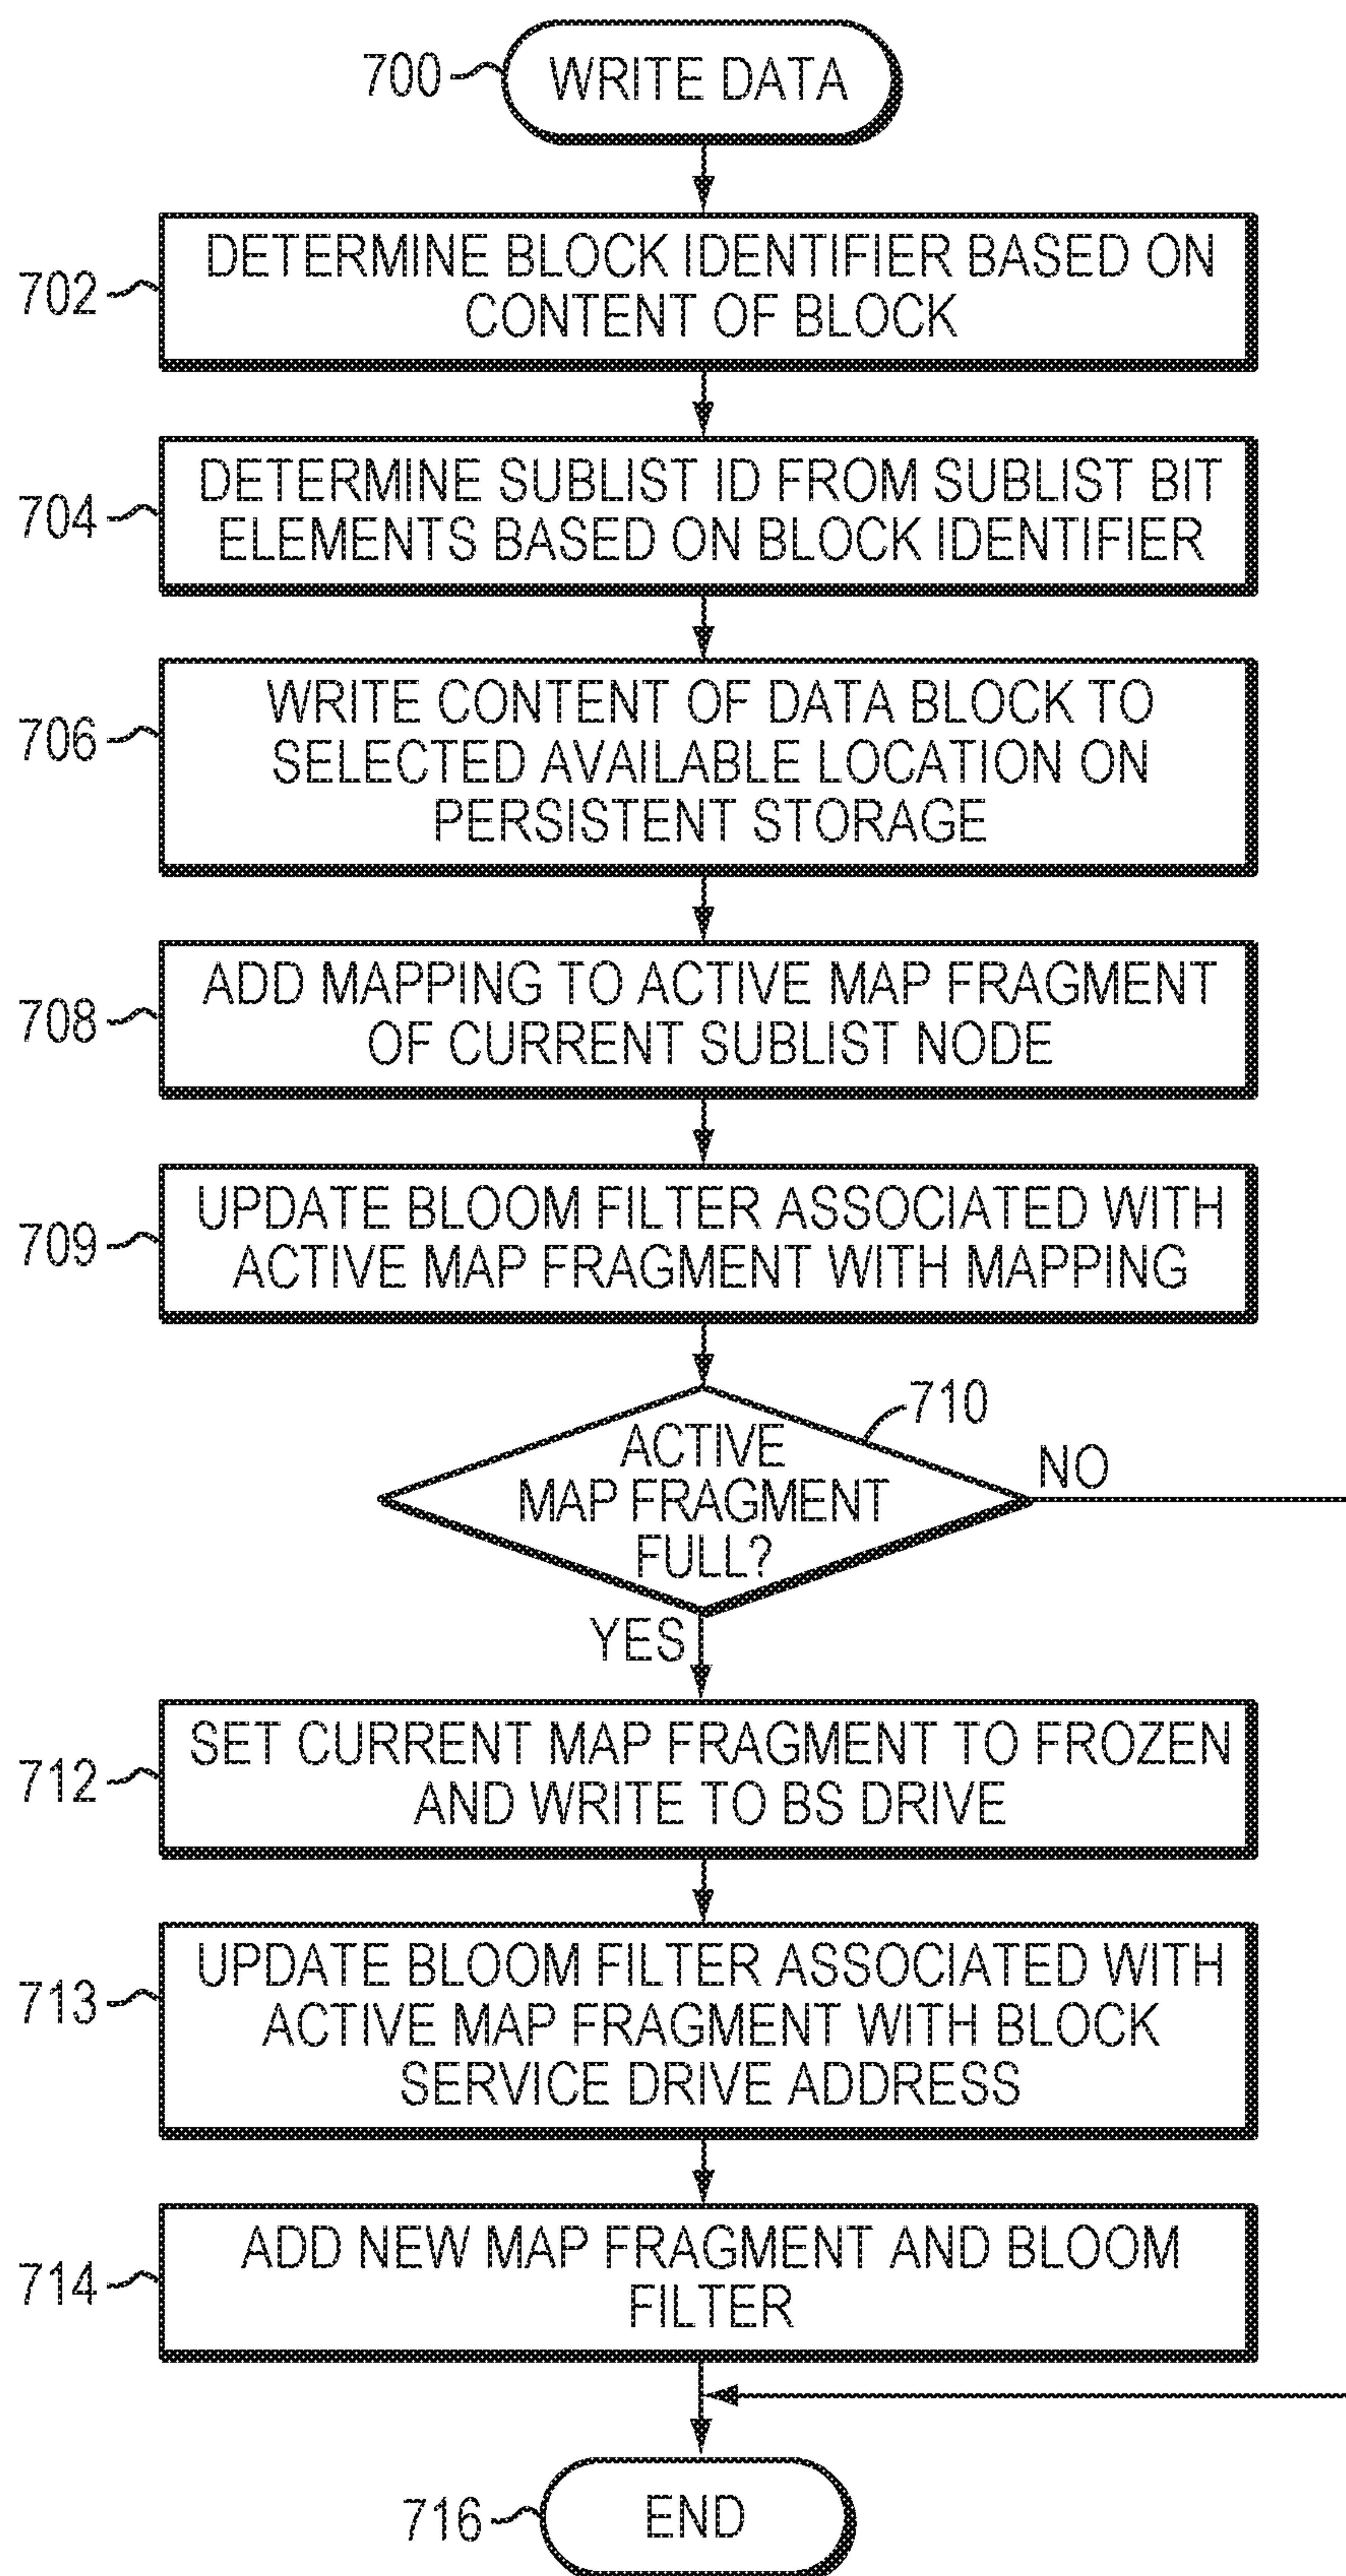 700
WRITE DATA
702
DETERMINE BLOCK IDENTIFIER BASED ON
CONTENT OF BLOCK
704
DETERMINE SUBLIST ID FROM SUBLIST BIT
ELEMENTS BASED ON BLOCK IDENTIFIER
706
WRITE CONTENT OF DATA BLOCK TO
SELECTED AVAILABLE LOCATION ON
PERSISTENT STORAGE
708
ADD MAPPING TO ACTIVE MAP FRAGMENT
OF CURRENT SUBLIST NODE
709
UPDATE BLOOM FILTER ASSOCIATED WITH
ACTIVE MAP FRAGMENT WITH MAPPING
710
ACTIVE
MAP FRAGMENT
FULL?
NO
YES
712
SET CURRENT MAP FRAGMENT TO FROZEN
AND WRITE TO BS DRIVE
713
UPDATE BLOOM FILTER ASSOCIATED WITH
ACTIVE MAP FRAGMENT WITH BLOCK
SERVICE DRIVE ADDRESS
714
ADD NEW MAP FRAGMENT AND BLOOM
FILTER
716
END